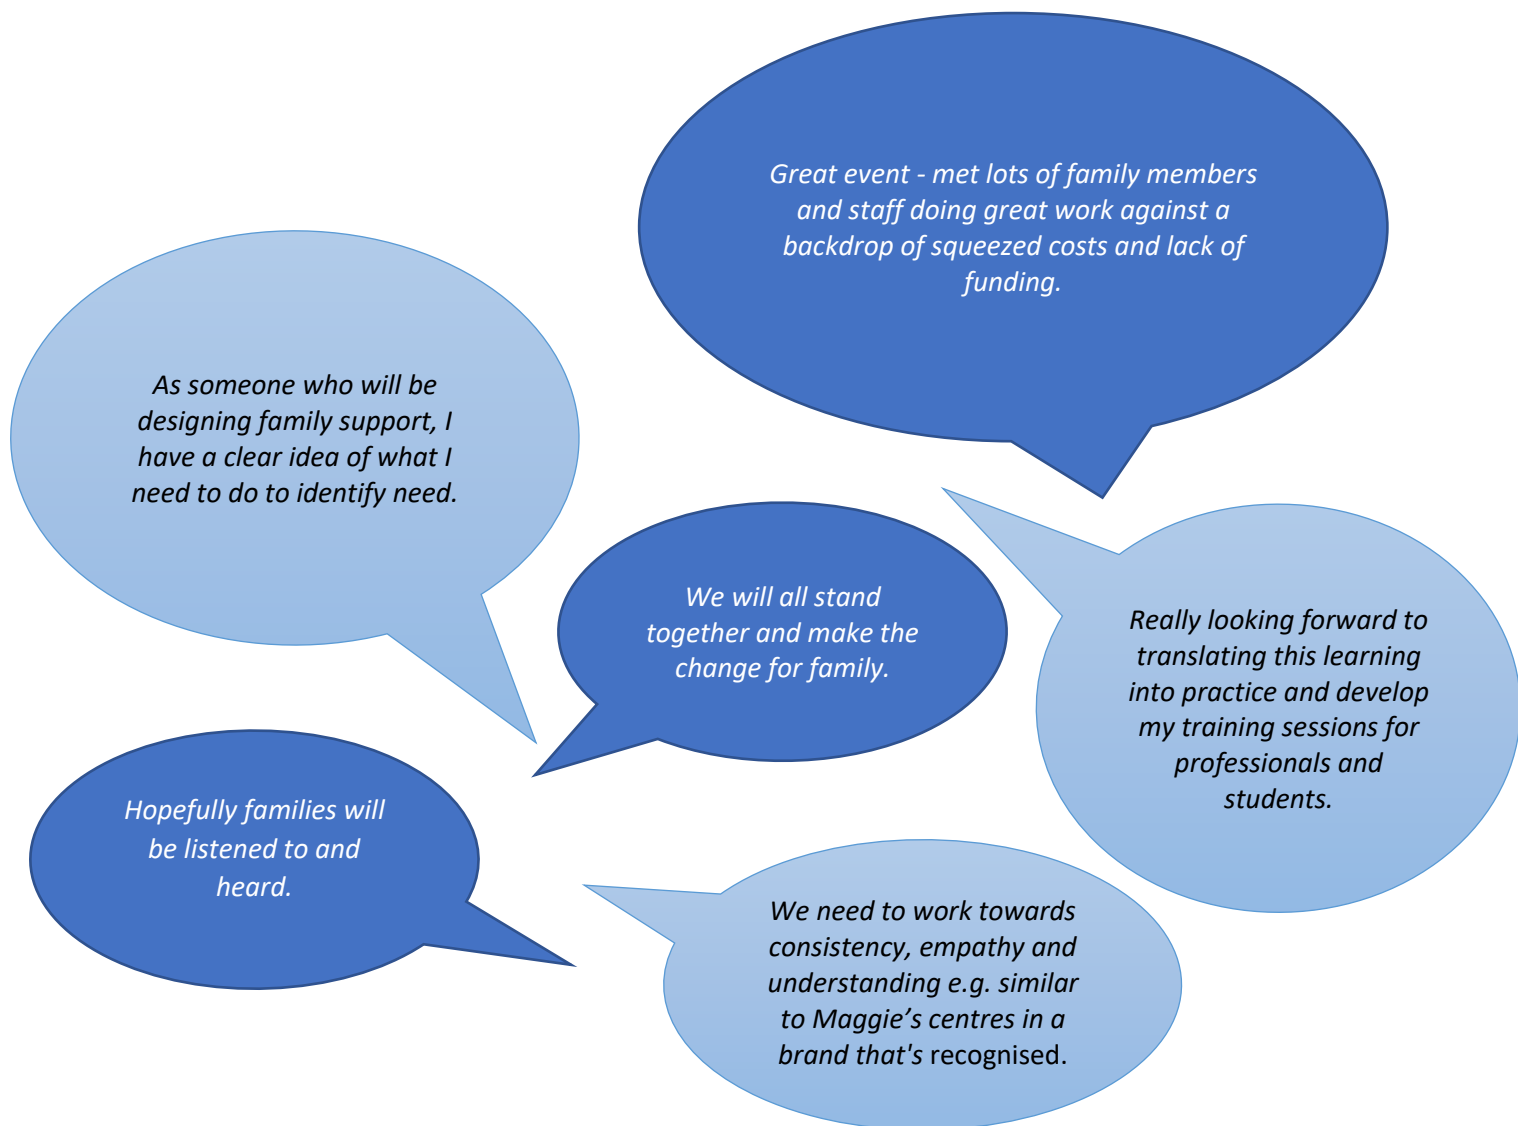 Great event - met lots of family members
and staff doing great work against a
backdrop of squeezed costs and lack of
funding.
As someone who will be
designing family support, I
have a clear idea of what I
need to do to identify need.
We will all stand
together and make the
change for family.
Really looking forward to
translating this learning
into practice and develop
my training sessions for
professionals and
students.
Hopefully families will
be listened to and
heard.
We need to work towards
consistency, empathy and
understanding e.g. similar
to Maggie’s centres in a
brand that's recognised.